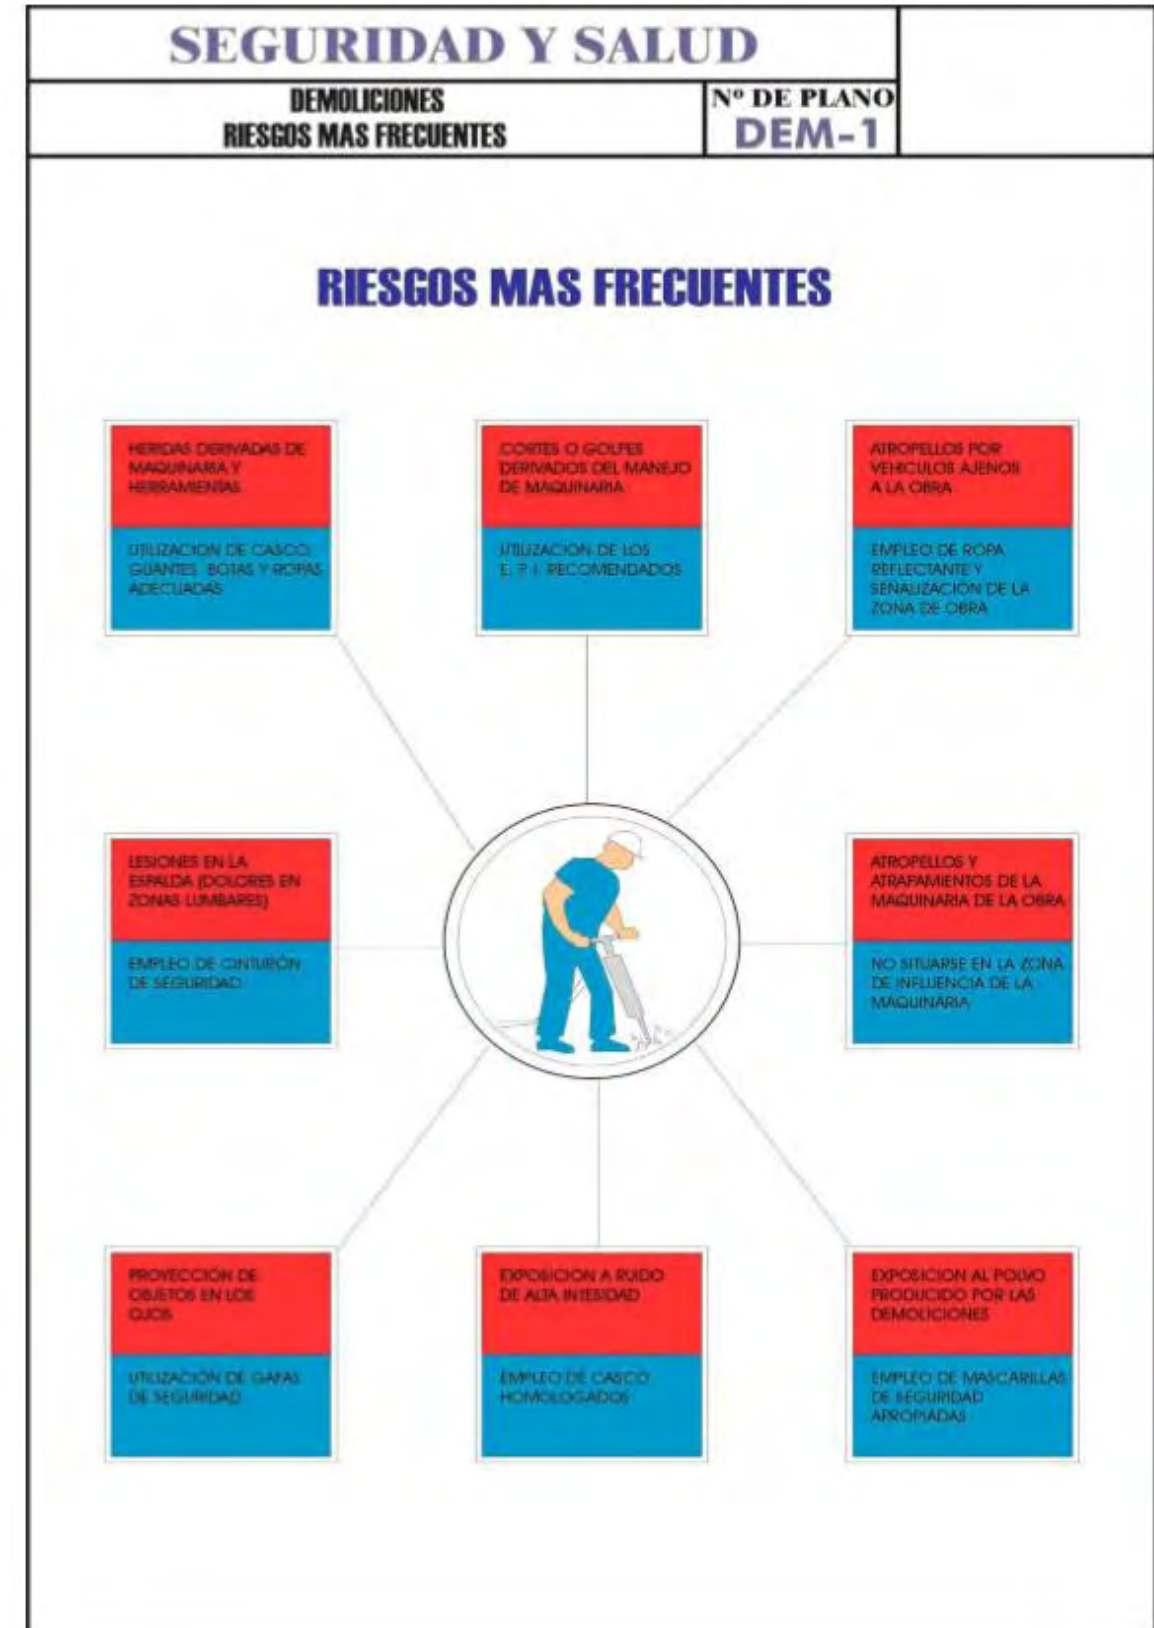 SEGURIDAD Y SALUD
DEMOLICIONES
RIESGOS MAS FRECUENTES
Nº DE PLANO
DEM-1
RIESGOS MAS FRECUENTES
HERIDAS DERIVADAS DE
MAQUINARIA Y
HERRAMIENTAS
UTILIZACION DE CASCO,
GUANTES, BOTAS Y ROPAS
ADECUADAS
CORTES O GOLPES
DERIVADOS DEL MANEJO
DE MAQUINARIA
UTILIZACION DE LOS
E. P. I. RECOMENDADOS
ATROPELLOS POR
VEHICULOS AJENOS
A LA OBRA
EMPLEO DE ROPA
REFLECTANTE Y
SEÑALIZACIÓN DE LA
ZONA DE OBRA
LESIONES EN LA
ESPALDA (DOLORES EN
ZONAS LUMBARES)
EMPLEO DE CINTURÓN
DE SEGURIDAD
ATROPELLOS Y
ATRAPAMIENTOS DE LA
MAQUINARIA DE LA OBRA
NO SITUARSE EN LA ZONA
DE INFLUENCIA DE LA
MAQUINARIA
PROYECCIÓN DE
OBJETOS EN LOS
OJOS
UTILIZACIÓN DE GAFAS
DE SEGURIDAD
EXPOSICION A RUIDO
DE ALTA INTESIDAD
EMPLEO DE CASCO
HOMOLOGADOS
EXPOSICION AL POLVO
PRODUCIDO POR LAS
DEMOLICIONES
EMPLEO DE MASCARILLAS
DE SEGURIDAD
APROPIADAS